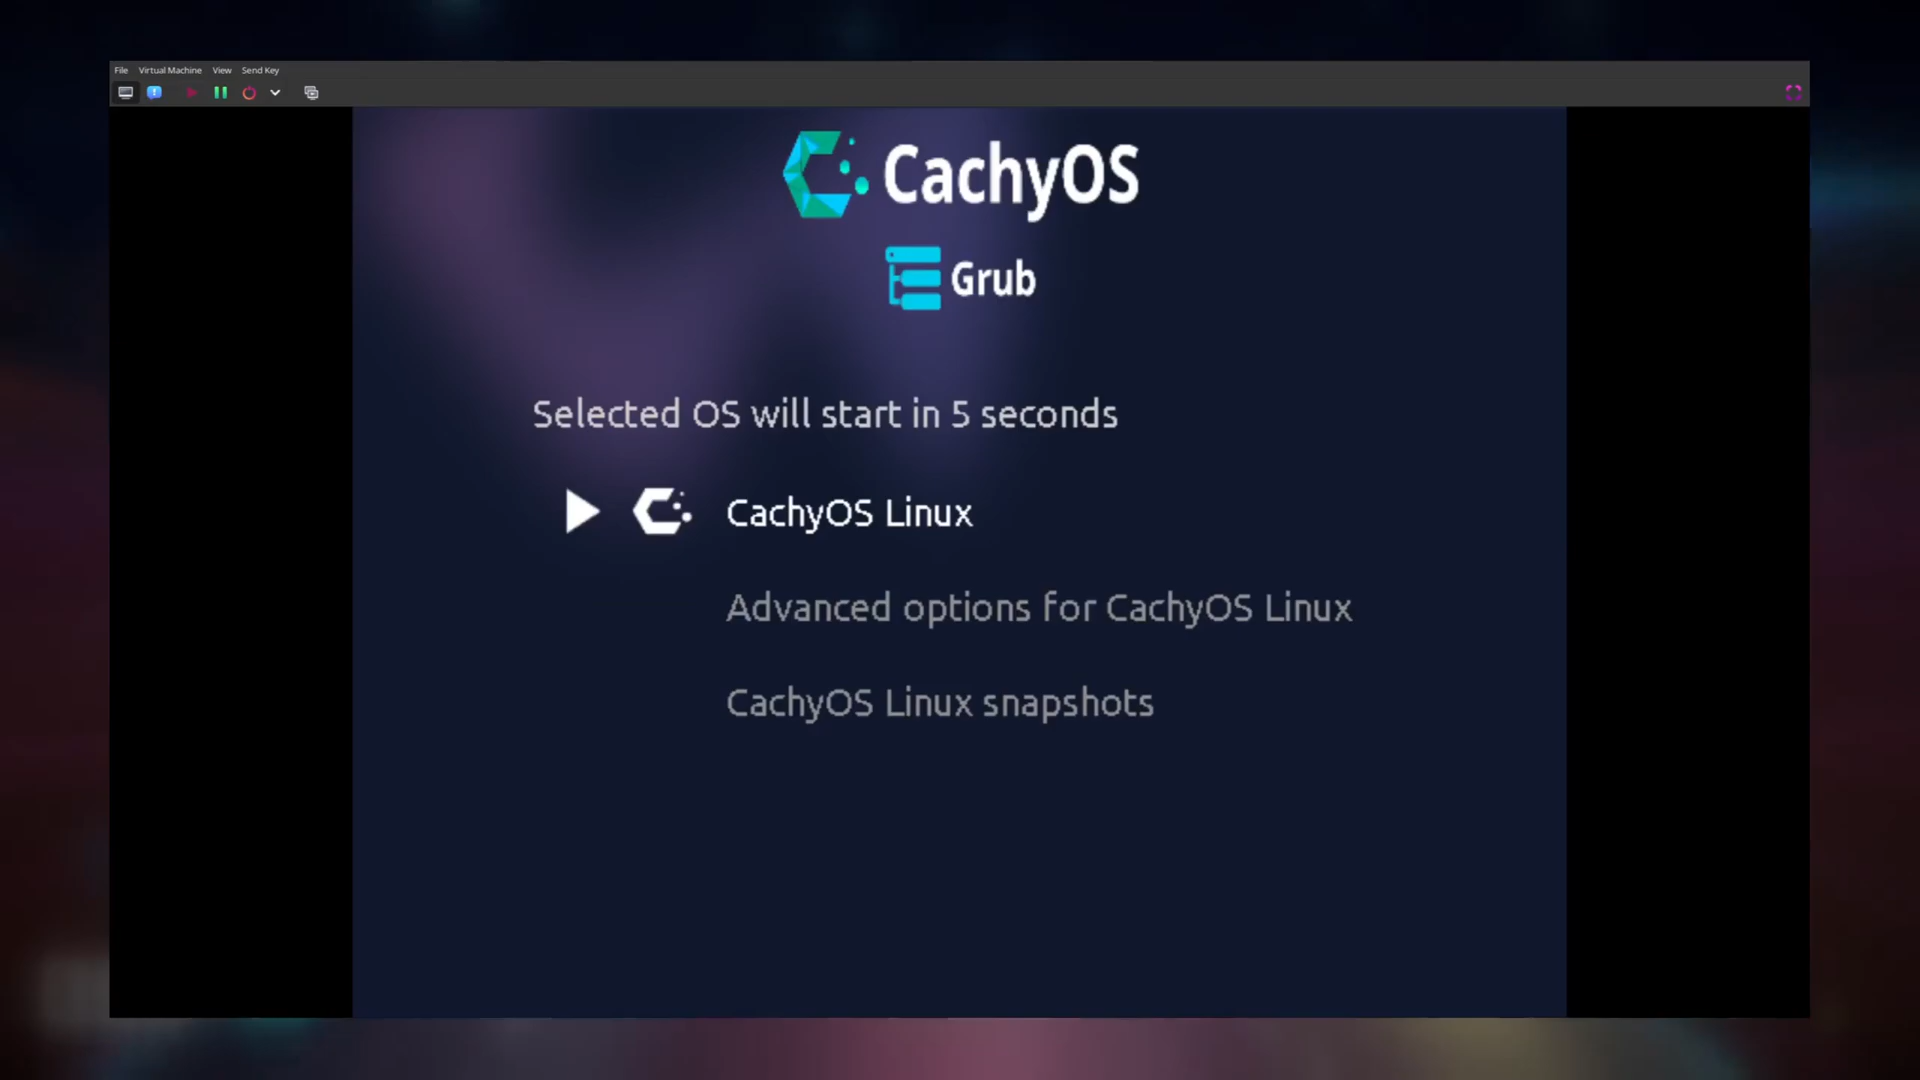 File Virtual Machine View Send Key
CachyOS
Grub
Selected OS will start in 5 seconds
CachyOS Linux
Advanced options for CachyOS Linux
CachyOS Linux snapshots